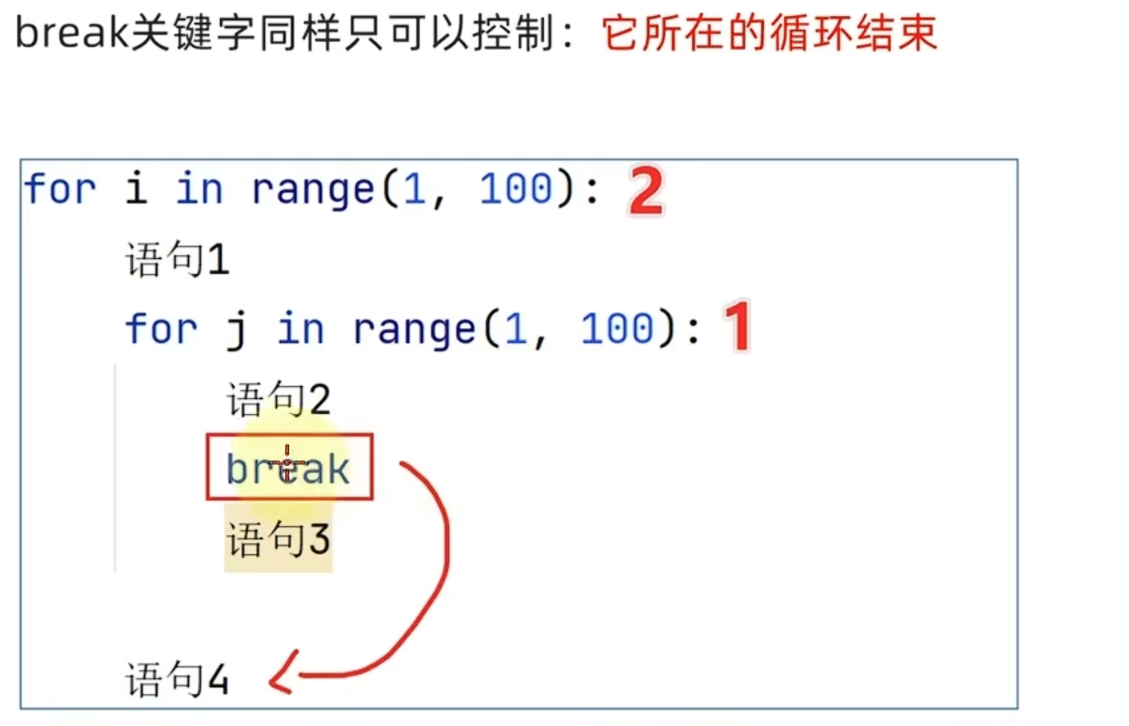 break关键字同样只可以控制：它所在的循环结束
for i in range(1, 100): 2
语句1
for j in range(1, 100): 1
语句2
break
语句3
语句4